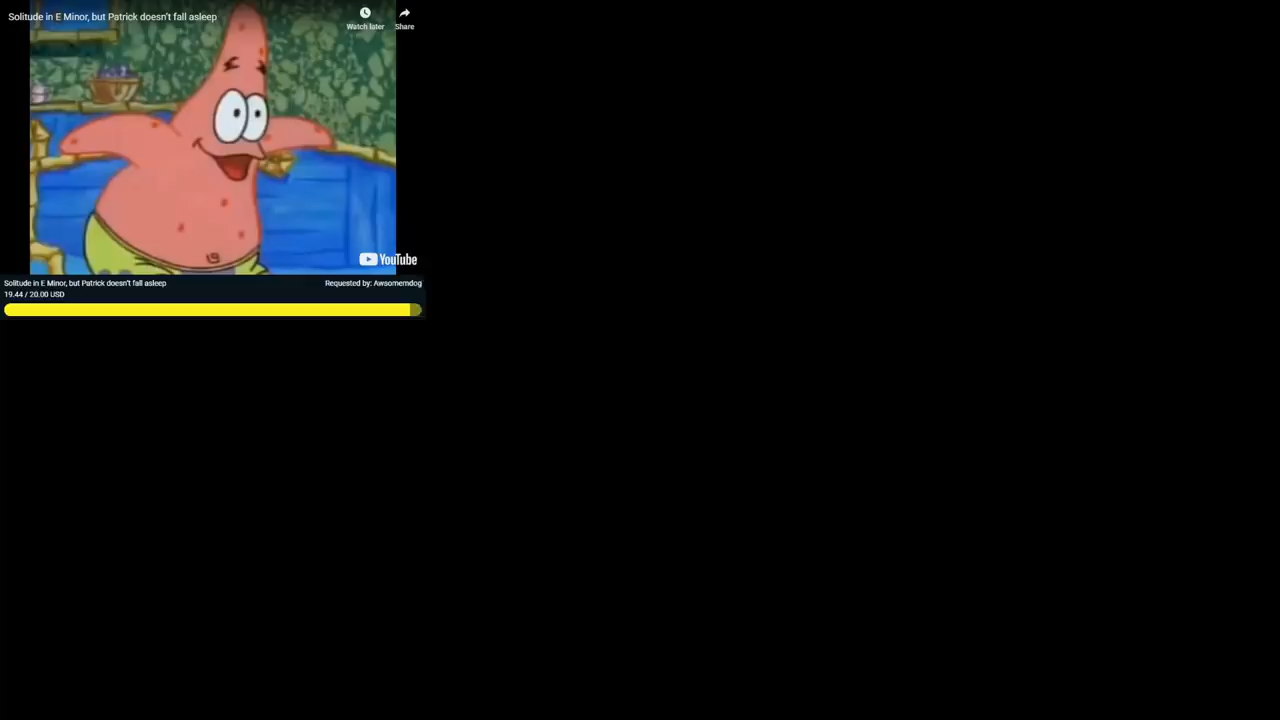 Solitude in E Minor, but Patrick doesn't fall asleep
Watch later
Share
YouTube
Solitude in E Minor, but Patrick doesn't fall asleep
Requested by: Awsomemdog
19.44 / 20.00 USD